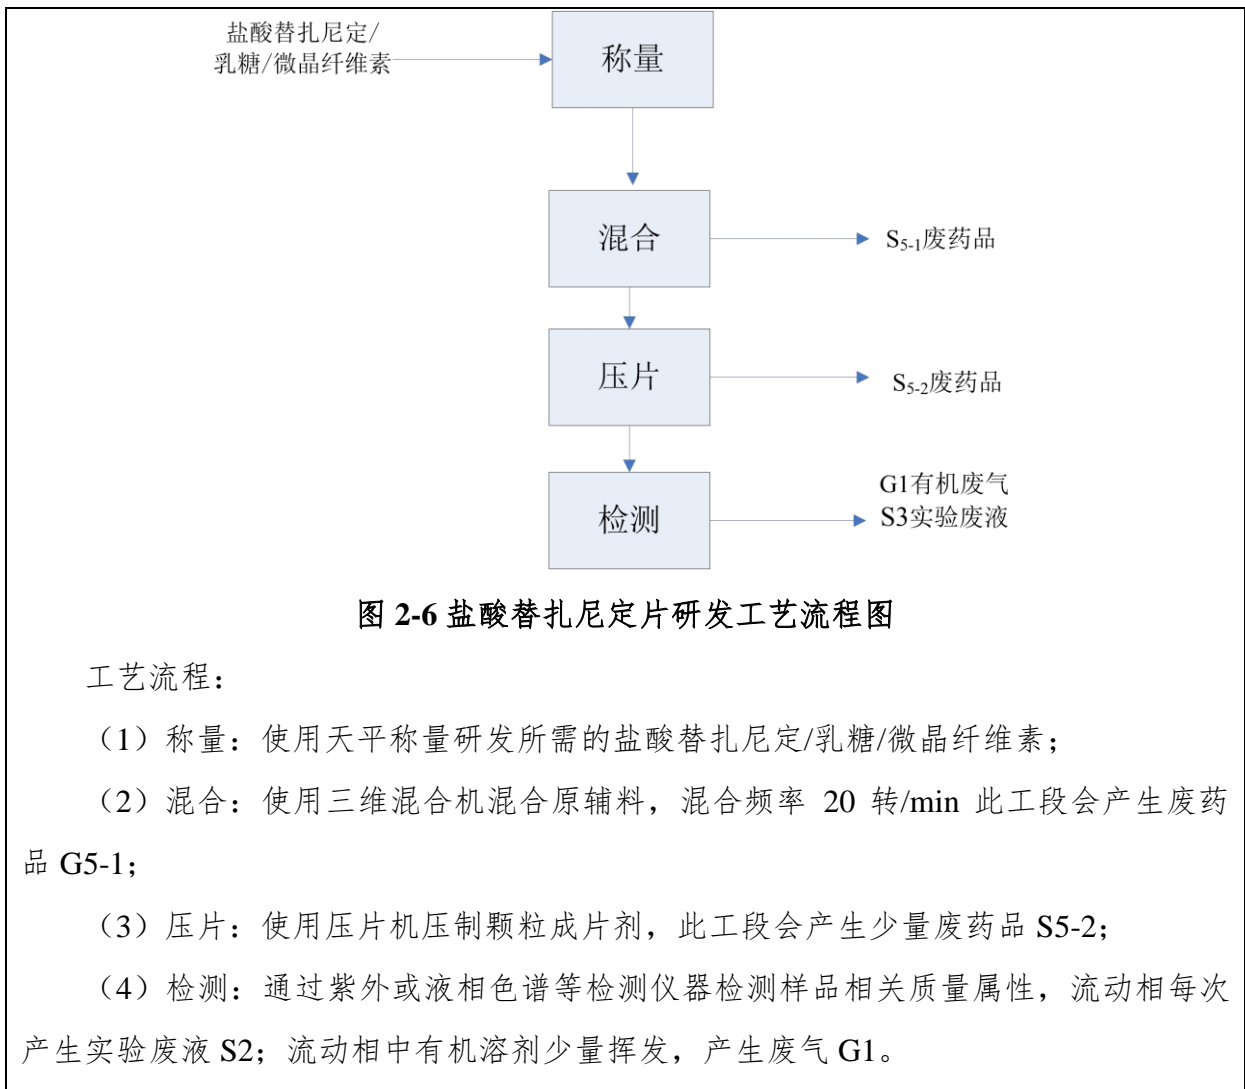 盐酸替扎尼定/
乳糖/微晶纤维素
称量
混合
S5-1废药品
压片
S5-2废药品
检测
G1有机废气
S3实验废液
图 2-6 盐酸替扎尼定片研发工艺流程图
工艺流程：
（1）称量：使用天平称量研发所需的盐酸替扎尼定/乳糖/微晶纤维素；
（2）混合：使用三维混合机混合原辅料，混合频率 20 转/min 此工段会产生废药
品 G5-1；
（3）压片：使用压片机压制颗粒成片剂，此工段会产生少量废药品 S5-2；
（4）检测：通过紫外或液相色谱等检测仪器检测样品相关质量属性，流动相每次
产生实验废液 S2；流动相中有机溶剂少量挥发，产生废气 G1。